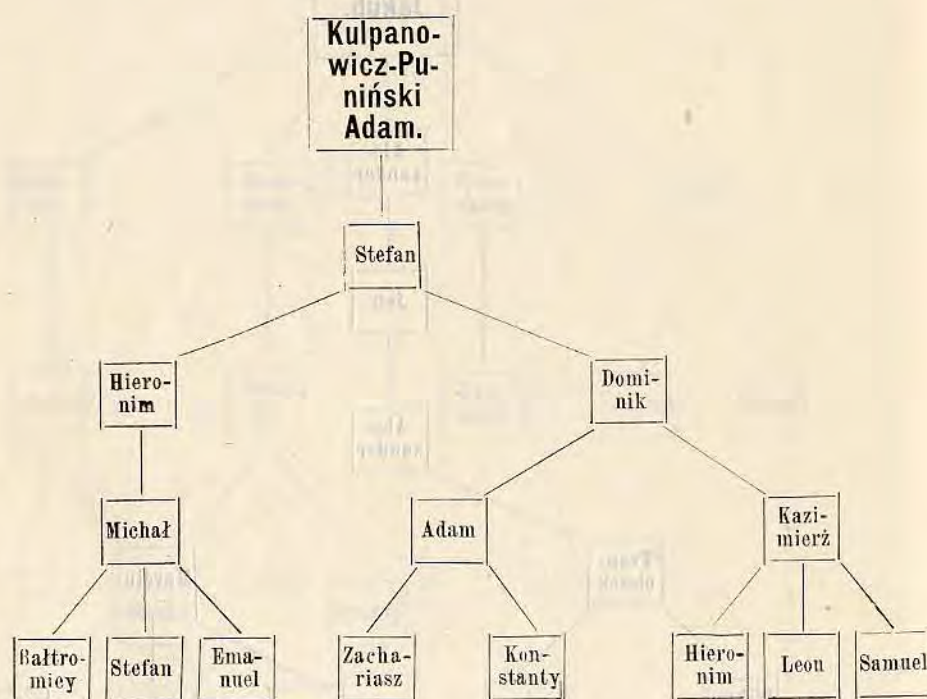 Kulpano-
wicz-Pu-
niński
Adam.
Stefan
Hiero-
nim
Domi-
nik
Michał
Adam
Kazi-
mierż
Bałtro-
miey
Stefan
Ema-
nuel
Zacha-
riasz
Kon-
stanty
Hiero-
nim
Leon
Samuel